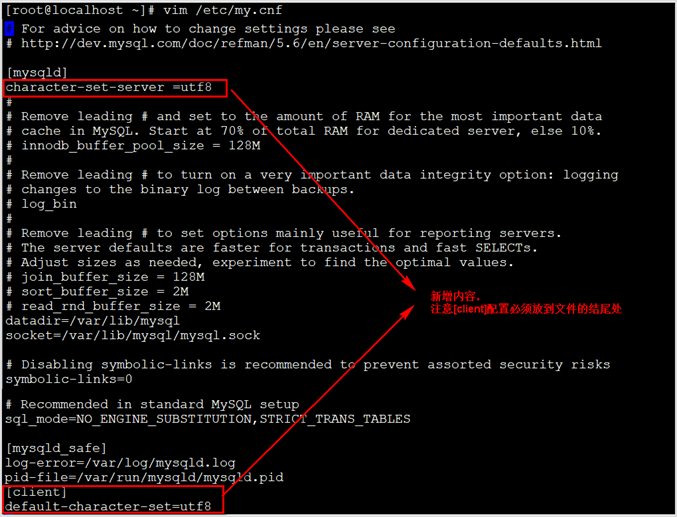 [root@localhost ~]# vim /etc/my.cnf
# For advice on how to change settings please see
# http://dev.mysql.com/doc/refman/5.6/en/server-configuration-defaults.html
[mysqld]
character-set-server =utf8
#
# Remove leading # and set to the amount of RAM for the most important data
# cache in MySQL. Start at 70% of total RAM for dedicated server, else 10%.
# innodb_buffer_pool_size = 128M
#
# Remove leading # to turn on a very important data integrity option: logging
# changes to the binary log between backups.
# log_bin
#
# Remove leading # to set options mainly useful for reporting servers.
# The server defaults are faster for transactions and fast SELECTs.
# Adjust sizes as needed, experiment to find the optimal values.
# join_buffer_size = 128M
# sort_buffer_size = 2M
# read_rnd_buffer_size = 2M
datadir=/var/lib/mysql
socket=/var/lib/mysql/mysql.sock
新增内容,
注意[client]配置必须放到文件的结尾处
# Disabling symbolic-links is recommended to prevent assorted security risks
symbolic-links=0
# Recommended in standard MySQL setup
sql_mode=NO_ENGINE_SUBSTITUTION,STRICT_TRANS_TABLES
[mysqld_safe]
log-error=/var/log/mysqld.log
pid-file=/var/run/mysqld/mysqld.pid
[client]
default-character-set=utf8